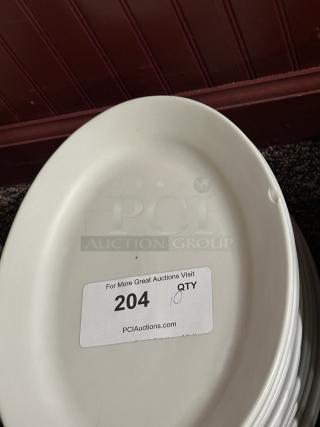 PCI
AUCTION GROUP
For More Great Auctions Visit
204
QTY
10
PCIAuctions.com